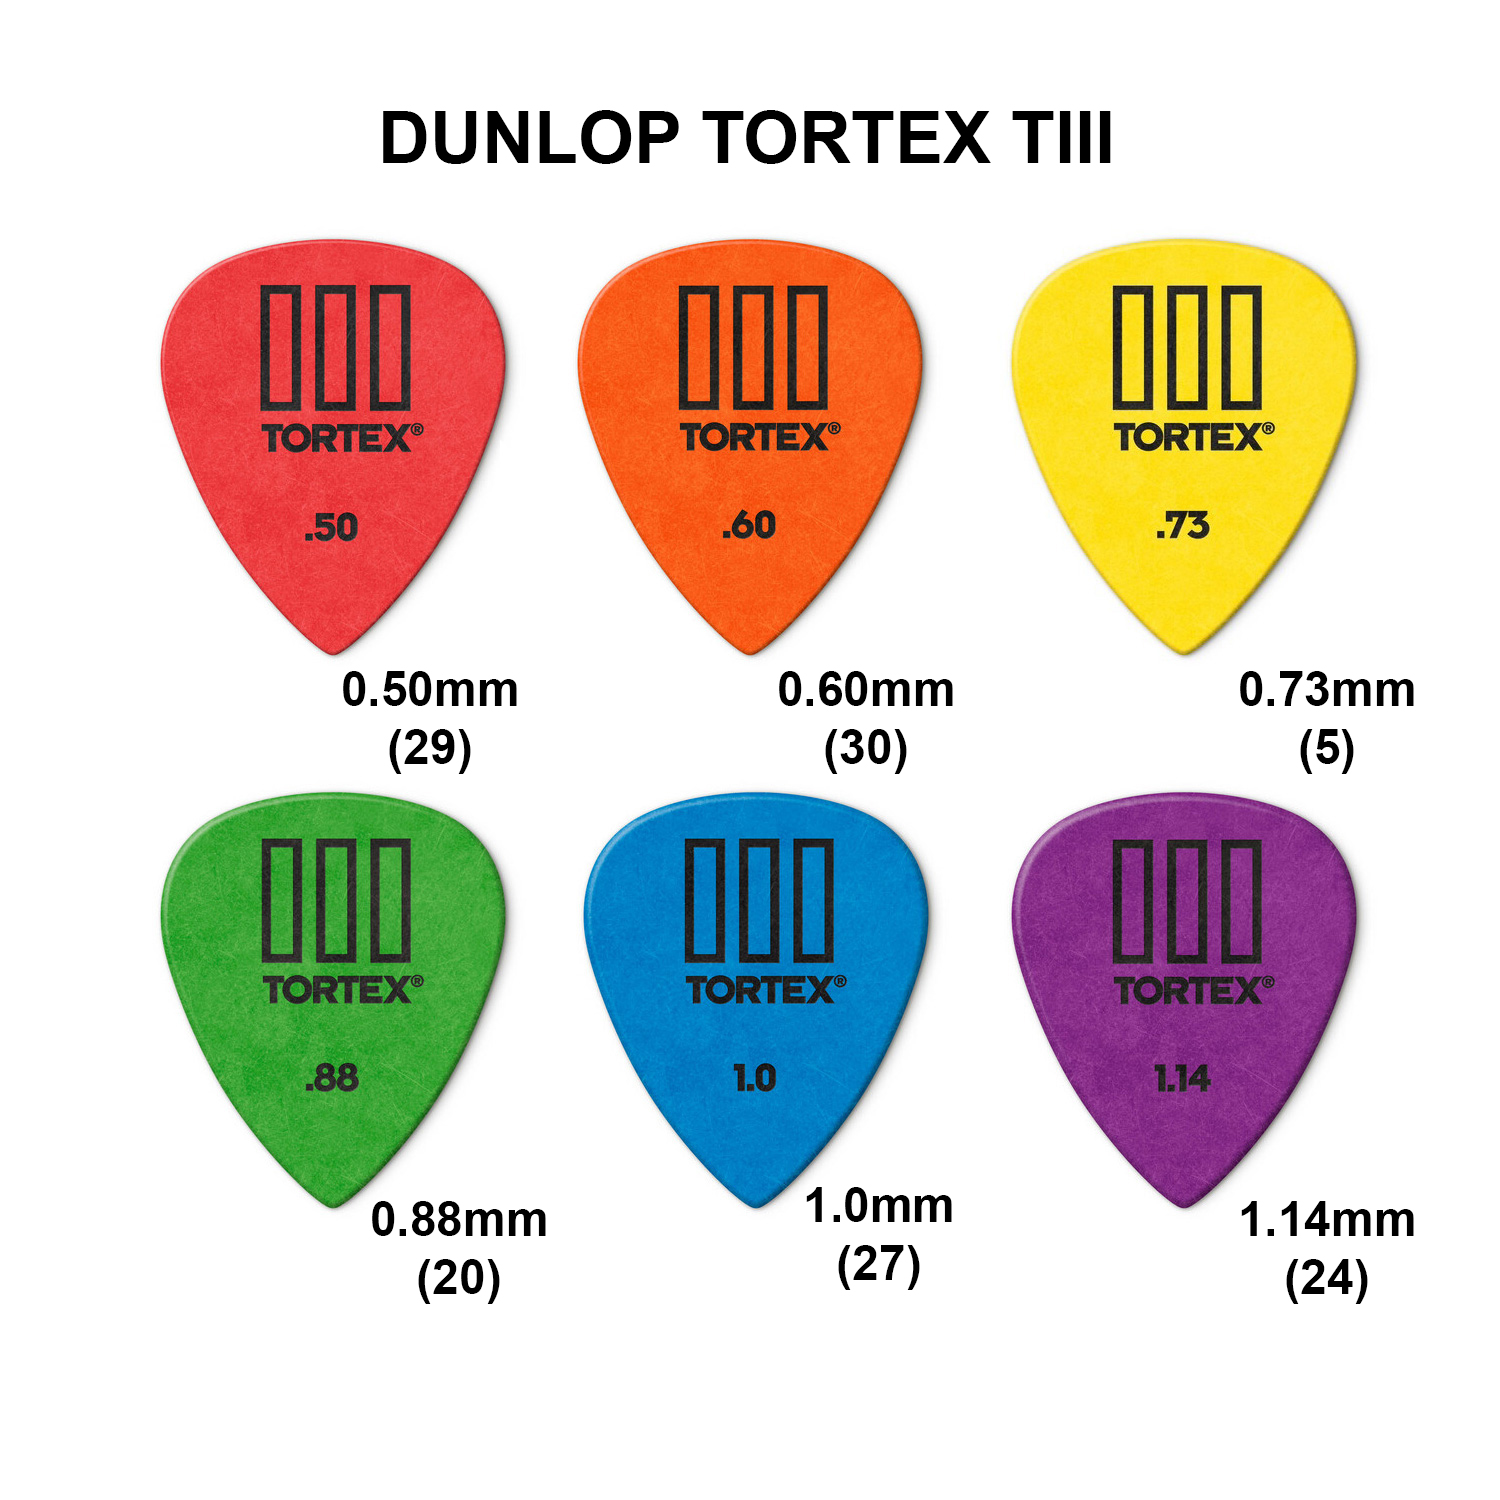 DUNLOP TORTEX TIII
III
TORTEX®
.50
III
TORTEX®
.60
III
TORTEX®
.73
0.50mm
(29)
0.60mm
(30)
0.73mm
(5)
III
TORTEX®
.88
III
TORTEX®
1.0
III
TORTEX®
1.14
0.88mm
(20)
1.0mm
(27)
1.14mm
(24)